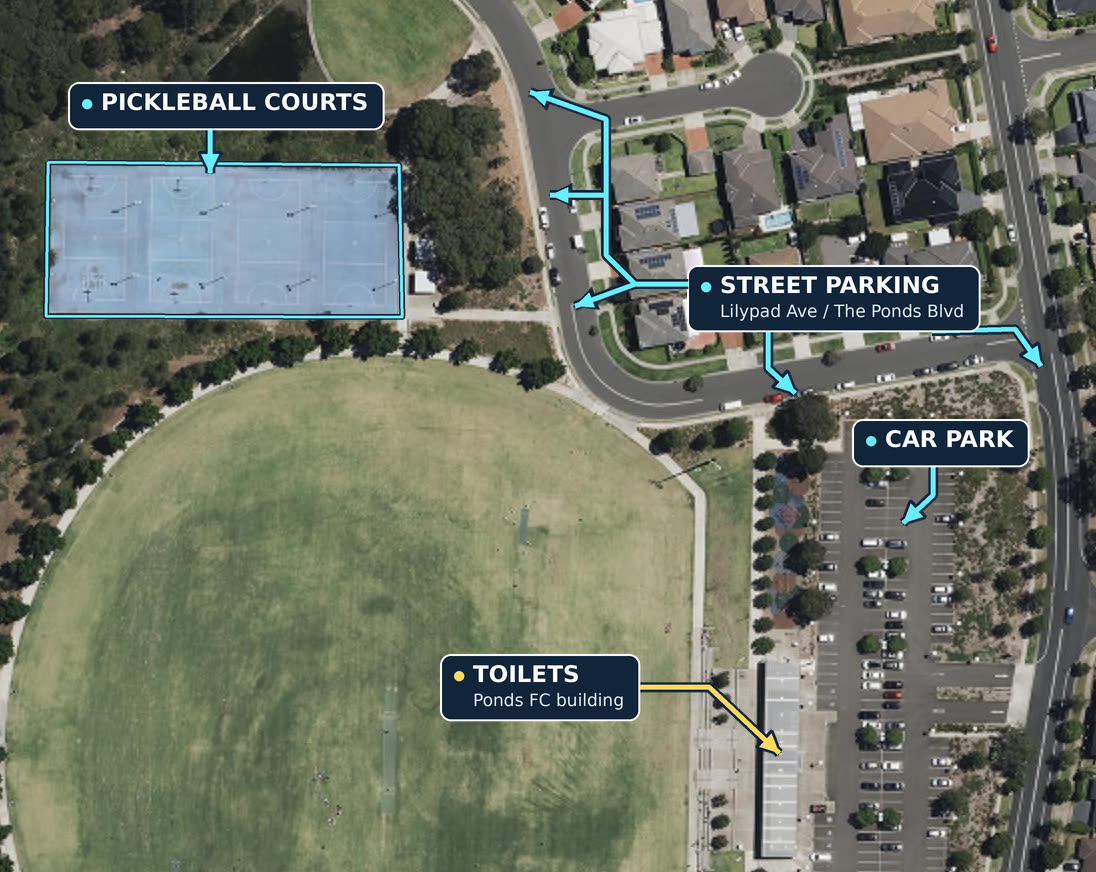 PICKLEBALL COURTS
STREET PARKING
Lilypad Ave / The Ponds Blvd
CAR PARK
TOILETS
Ponds FC building